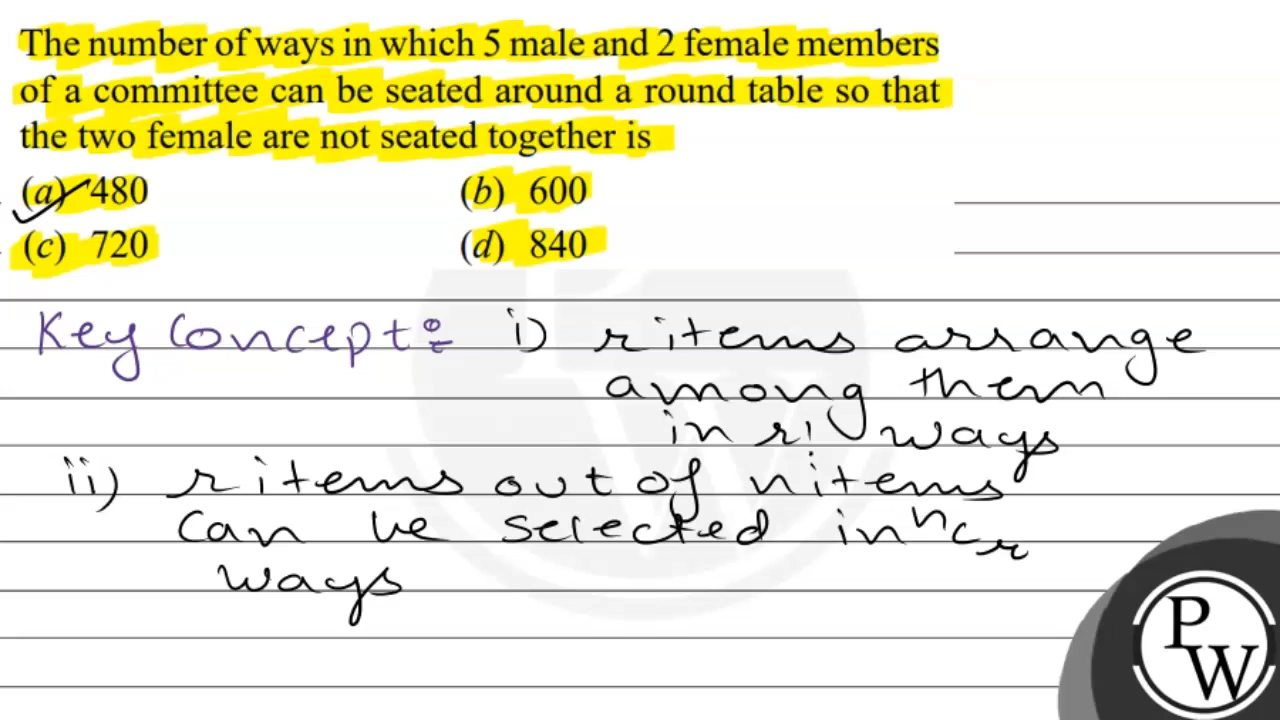 The number of ways in which 5 male and 2 female members
of a committee can be seated around a round table so that
the two female are not seated together is
(a) 480 (b) 600
(c) 720 (d) 840
Key Concept: i) r items arrange
among them
in r! ways
ii) r items out of n items
can be selected in nCr
ways
PW